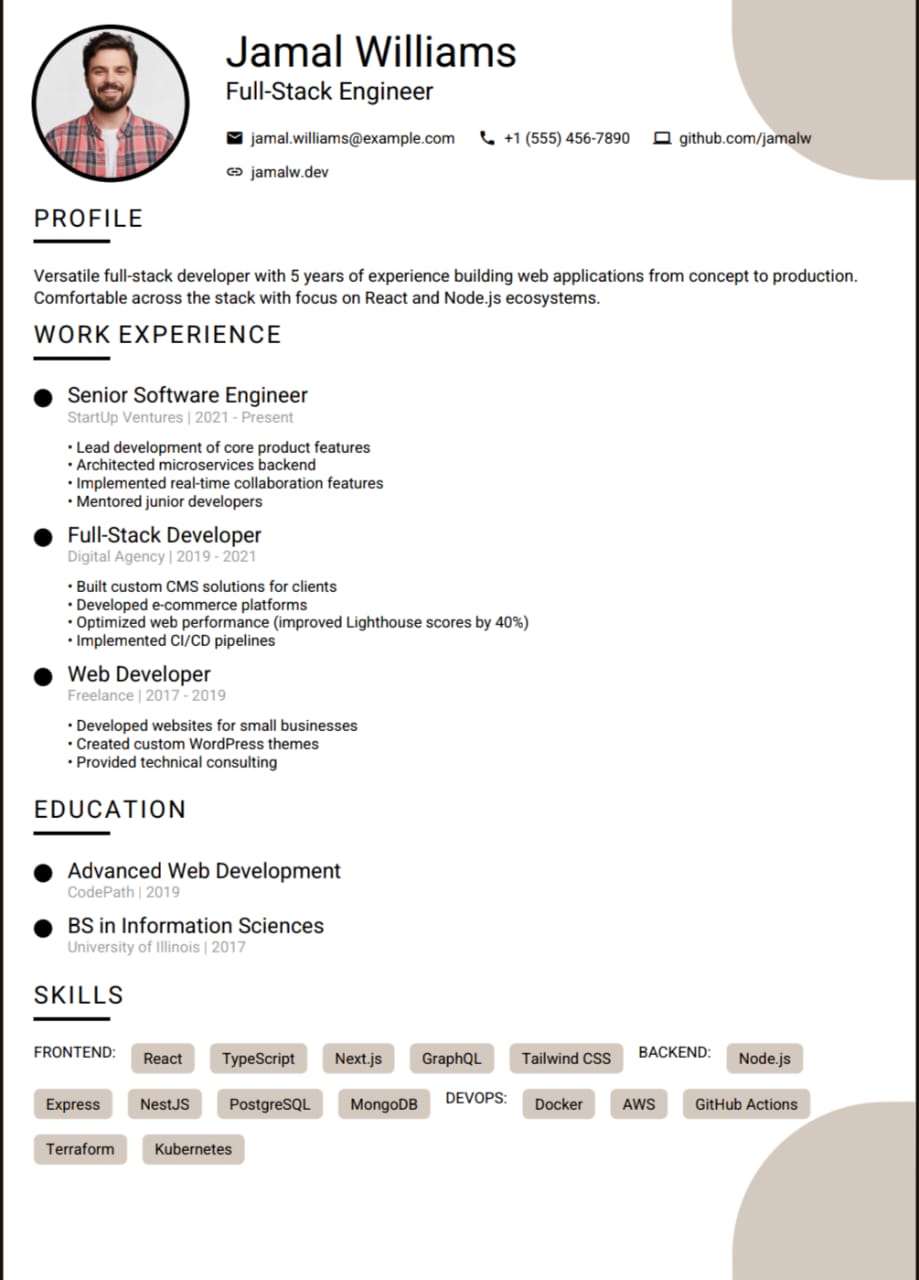 Jamal Williams
Full-Stack Engineer
jamal.williams@example.com +1 (555) 456-7890 github.com/jamalw
jamalw.dev
PROFILE
Versatile full-stack developer with 5 years of experience building web applications from concept to production.
Comfortable across the stack with focus on React and Node.js ecosystems.
WORK EXPERIENCE
Senior Software Engineer
StartUp Ventures | 2021 - Present
• Lead development of core product features
• Architected microservices backend
• Implemented real-time collaboration features
• Mentored junior developers
Full-Stack Developer
Digital Agency | 2019 - 2021
• Built custom CMS solutions for clients
• Developed e-commerce platforms
• Optimized web performance (improved Lighthouse scores by 40%)
• Implemented CI/CD pipelines
Web Developer
Freelance | 2017 - 2019
• Developed websites for small businesses
• Created custom WordPress themes
• Provided technical consulting
EDUCATION
Advanced Web Development
CodePath | 2019
BS in Information Sciences
University of Illinois | 2017
SKILLS
FRONTEND: React TypeScript Next.js GraphQL Tailwind CSS BACKEND: Node.js
Express NestJS PostgreSQL MongoDB DEVOPS: Docker AWS GitHub Actions
Terraform Kubernetes